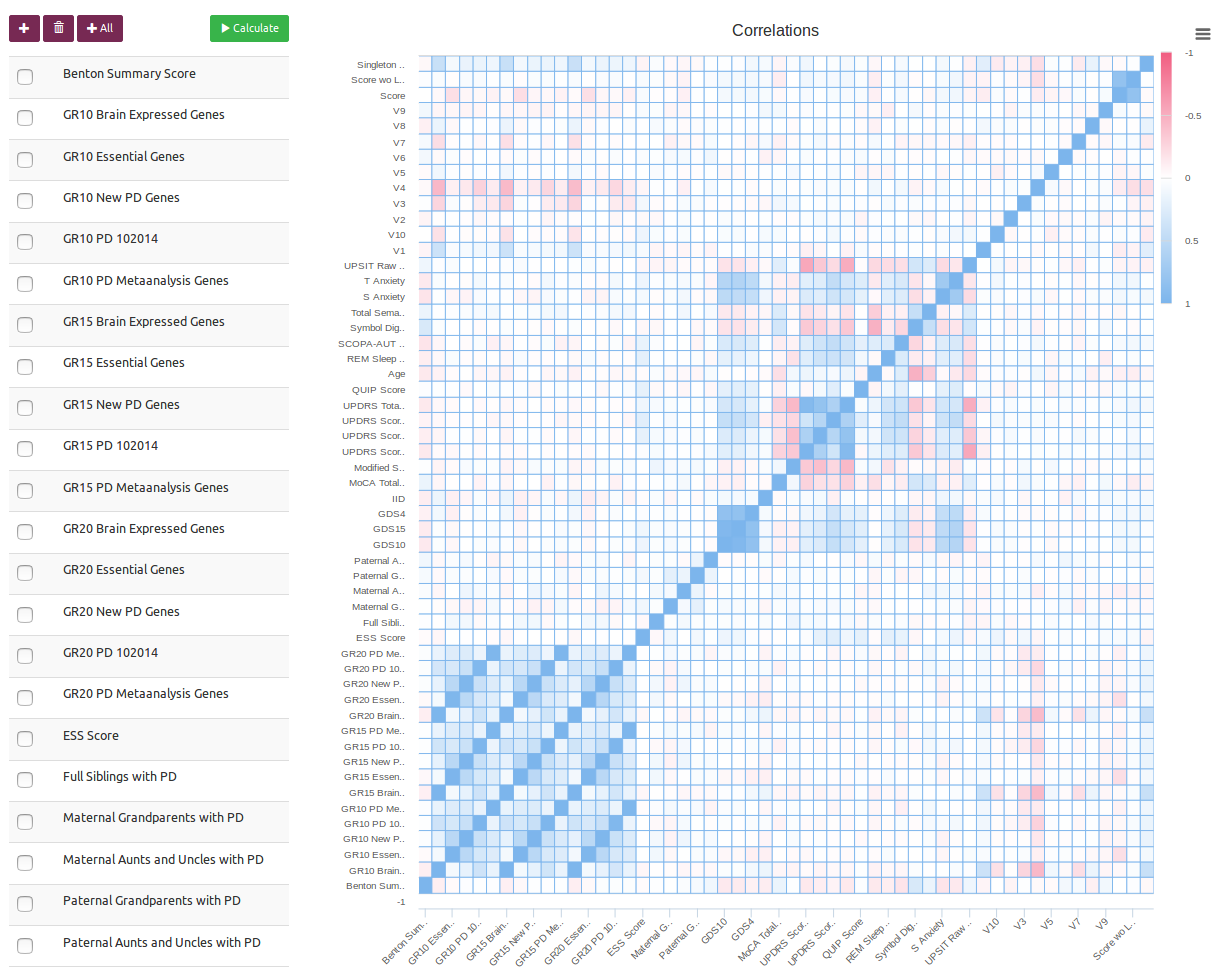 + All
Calculate
Benton Summary Score
GR10 Brain Expressed Genes
GR10 Essential Genes
GR10 New PD Genes
GR10 PD 102014
GR10 PD Metaanalysis Genes
GR15 Brain Expressed Genes
GR15 Essential Genes
GR15 New PD Genes
GR15 PD 102014
GR15 PD Metaanalysis Genes
GR20 Brain Expressed Genes
GR20 Essential Genes
GR20 New PD Genes
GR20 PD 102014
GR20 PD Metaanalysis Genes
ESS Score
Full Siblings with PD
Maternal Grandparents with PD
Maternal Aunts and Uncles with PD
Paternal Grandparents with PD
Paternal Aunts and Uncles with PD
Correlations
Singleton ..
Score wo L..
Score
V9
V8
V7
V6
V5
V4
V3
V2
V10
V1
UPSIT Raw ..
T Anxiety
S Anxiety
Total Sema..
Symbol Dig..
SCOPA-AUT ..
REM Sleep ..
Age
QUIP Score
UPDRS Tota..
UPDRS Scor..
UPDRS Scor..
UPDRS Scor..
Modified S..
MoCA Total..
IID
GDS4
GDS15
GDS10
Paternal A..
Paternal G..
Maternal A..
Maternal G..
Full Sibli..
ESS Score
GR20 PD Me..
GR20 PD 10..
GR20 New P..
GR20 Essen..
GR20 Brain..
GR15 PD Me..
GR15 PD 10..
GR15 New P..
GR15 Essen..
GR15 Brain..
GR10 PD Me..
GR10 PD 10..
GR10 New P..
GR10 Essen..
GR10 Brain..
Benton Sum..
-1
Benton Sum..
GR10 Essen..
GR10 PD 10..
GR15 Brain..
GR15 New P..
GR15 PD Me..
GR20 Essen..
GR20 PD 10..
ESS Score
Maternal G..
Paternal G..
GDS10
GDS4
MoCA Total..
UPDRS Scor..
UPDRS Scor..
QUIP Score
REM Sleep ..
Symbol Dig..
S Anxiety
UPSIT Raw ..
V10
V3
V5
V7
V9
Score wo L..
-1
-0.5
0
0.5
1